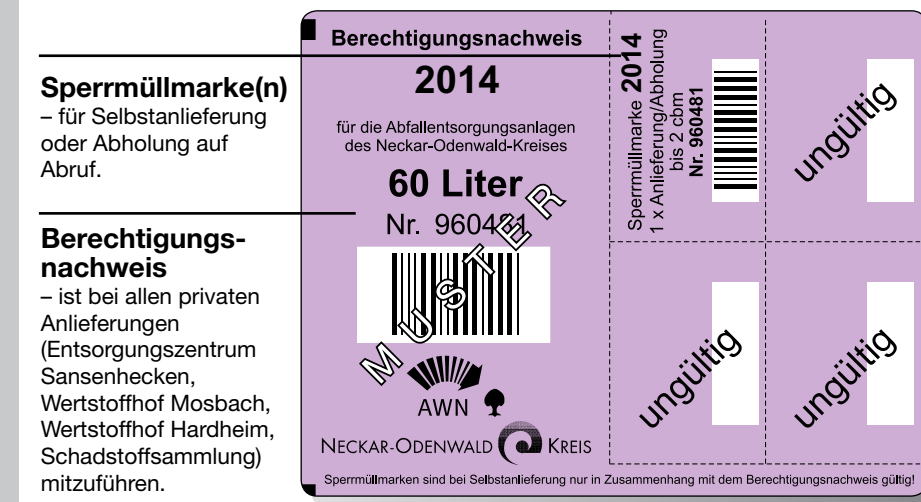 Sperrmüllmarke(n)
– für Selbstanlieferung
oder Abholung auf
Abruf.
Berechtigungs-
nachweis
– ist bei allen privaten
Anlieferungen
(Entsorgungszentrum
Sansenhecken,
Wertstoffhof Mosbach,
Wertstoffhof Hardheim,
Schadstoffsammlung)
mitzuführen.
Berechtigungsnachweis
2014
für die Abfallentsorgungsanlagen
des Neckar-Odenwald-Kreises
60 Liter
Nr. 960481
MUSTER
AWN
NECKAR-ODENWALD KREIS
Sperrmüllmarke 2014
1 x Anlieferung/Abholung
bis 2 cbm
Nr. 960481
ungültig
ungültig
ungültig
Sperrmüllmarken sind bei Selbstanlieferung nur in Zusammenhang mit dem Berechtigungsnachweis gültig!